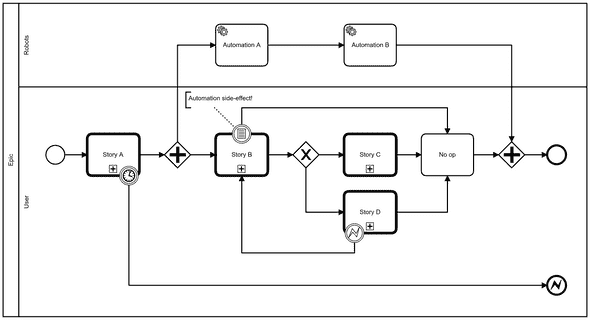 Epic
Robots
Automation A
Automation B
User
Automation side-effect!
Story A
Story B
Story C
No op
Story D